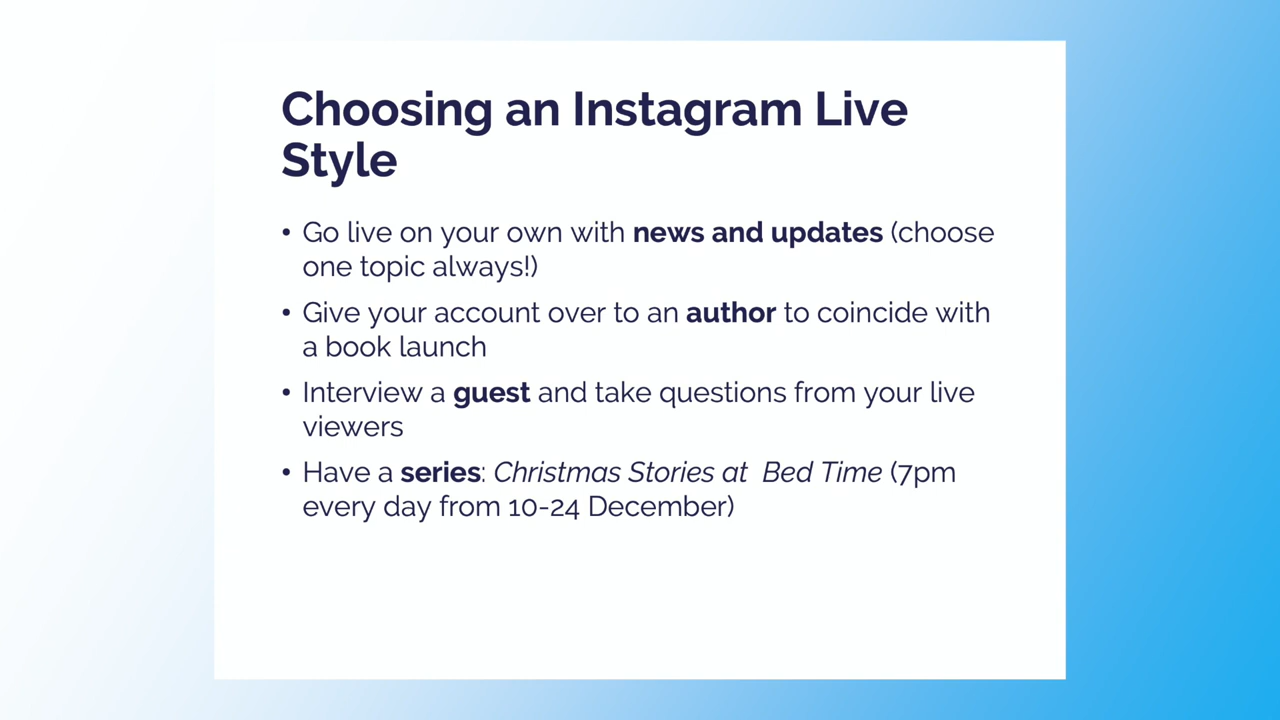 Choosing an Instagram Live
Style
• Go live on your own with news and updates (choose
one topic always!)
• Give your account over to an author to coincide with
a book launch
• Interview a guest and take questions from your live
viewers
• Have a series: Christmas Stories at  Bed Time (7pm
every day from 10-24 December)